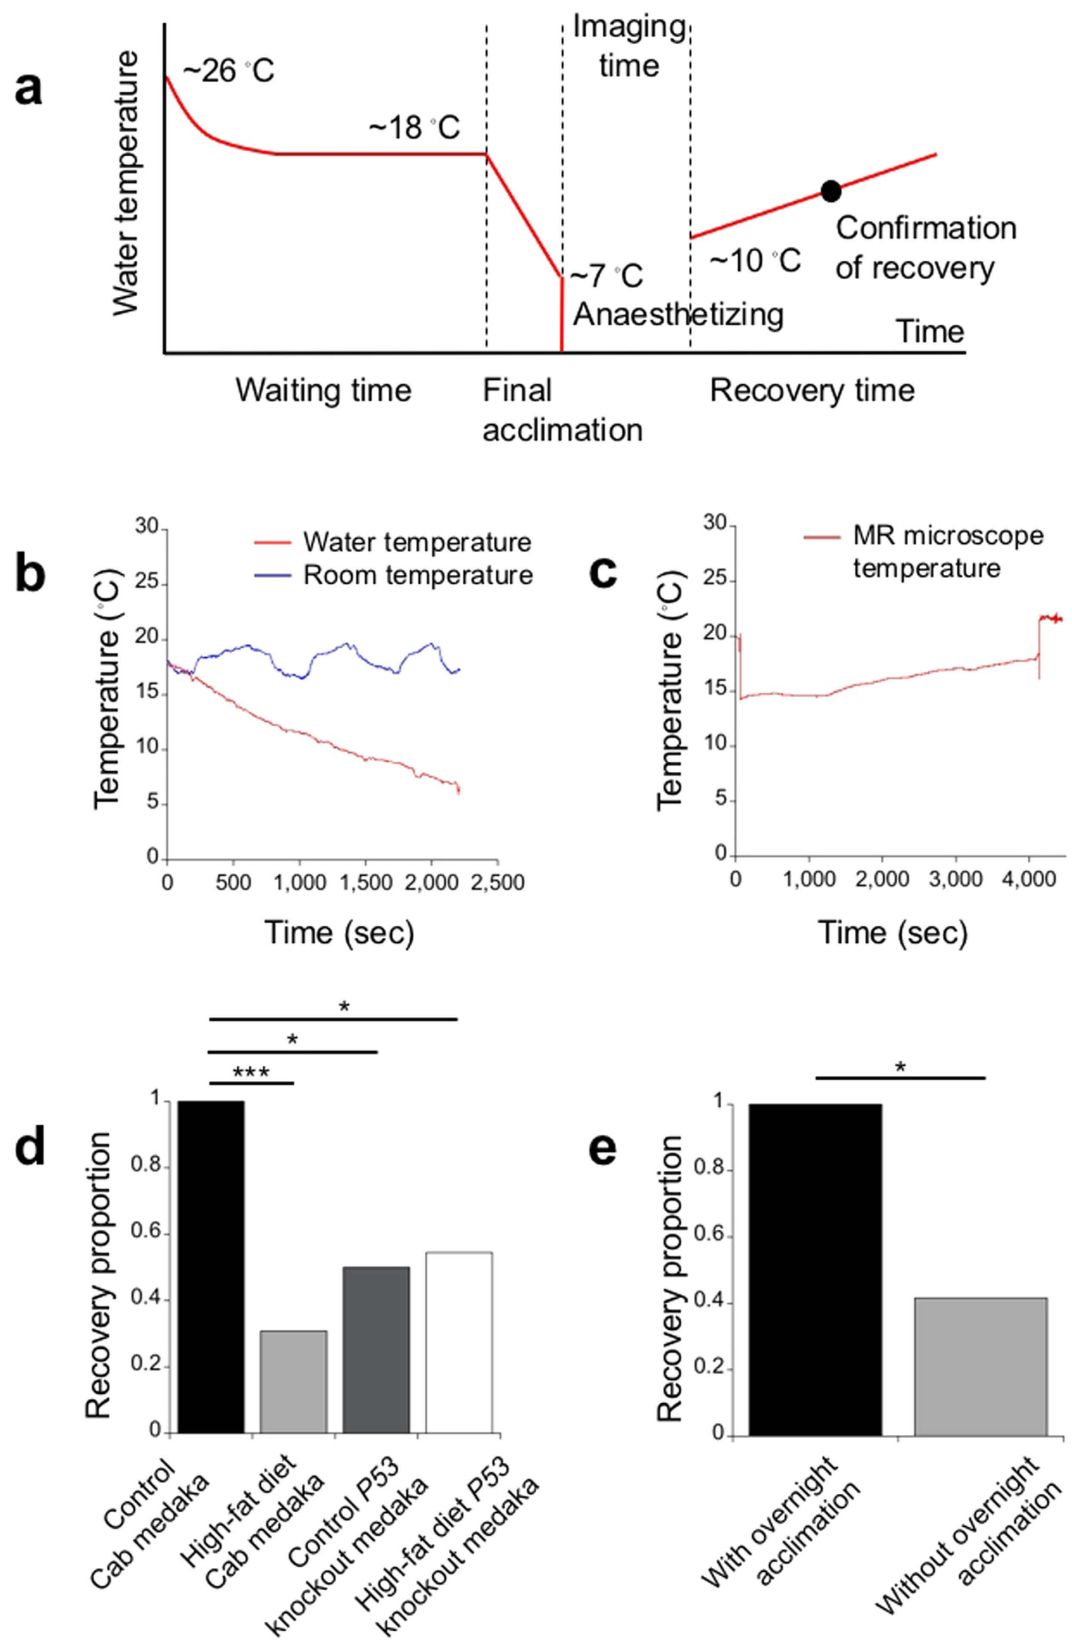 a
Water temperature
~26 °C
~18 °C
Imaging
time
~7 °C
Anaesthetizing
~10 °C
Confirmation
of recovery
Time
Waiting time
Final
acclimation
Recovery time
b
Temperature (°C)
30
25
20
15
10
5
0
Water temperature
Room temperature
0 500 1,000 1,500 2,000 2,500
Time (sec)
c
Temperature (°C)
30
25
20
15
10
5
0
MR microscope
temperature
0 1,000 2,000 3,000 4,000
Time (sec)
d
Recovery proportion
*
*
***
1
0.8
0.6
0.4
0.2
0
Control
Cab medaka
High-fat diet
Cab medaka
Control P53
knockout medaka
High-fat diet P53
knockout medaka
e
Recovery proportion
*
1
0.8
0.6
0.4
0.2
0
With overnight
acclimation
Without overnight
acclimation